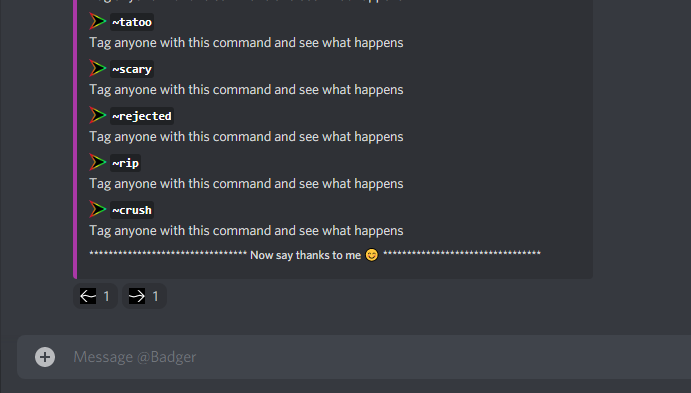 ~tatoo
Tag anyone with this command and see what happens
~scary
Tag anyone with this command and see what happens
~rejected
Tag anyone with this command and see what happens
~rip
Tag anyone with this command and see what happens
~crush
Tag anyone with this command and see what happens
********************************* Now say thanks to me 😊 *********************************
1 1
Message @Badger